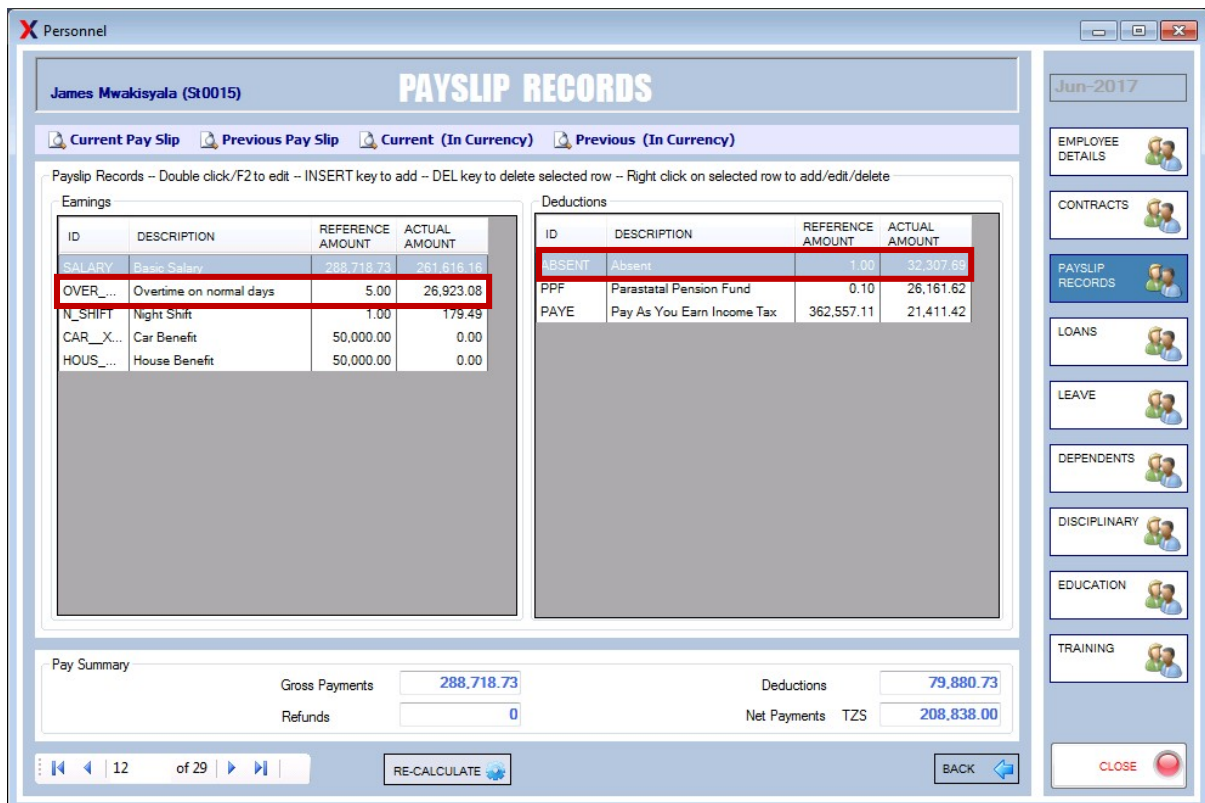 Personnel
James Mwakisyala (St0015)
PAYSLIP RECORDS
Jun-2017
Current Pay Slip Previous Pay Slip Current (In Currency) Previous (In Currency)
Payslip Records -- Double click/F2 to edit -- INSERT key to add -- DEL key to delete selected row -- Right click on selected row to add/edit/delete
Earnings
ID DESCRIPTION REFERENCE AMOUNT ACTUAL AMOUNT
SALARY Basic Salary 288,718.73 261,616.16
OVER_... Overtime on normal days 5.00 26,923.08
N_SHIFT Night Shift 1.00 179.49
CAR__X... Car Benefit 50,000.00 0.00
HOUS_... House Benefit 50,000.00 0.00
Deductions
ID DESCRIPTION REFERENCE AMOUNT ACTUAL AMOUNT
ABSENT Absent 1.00 32,307.69
PPF Parastatal Pension Fund 0.10 26,161.62
PAYE Pay As You Earn Income Tax 362,557.11 21,411.42
Pay Summary
Gross Payments 288,718.73 Deductions 79,880.73
Refunds 0 Net Payments TZS 208,838.00
12 of 29 RE-CALCULATE BACK
EMPLOYEE
DETAILS
CONTRACTS
PAYSLIP
RECORDS
LOANS
LEAVE
DEPENDENTS
DISCIPLINARY
EDUCATION
TRAINING
CLOSE